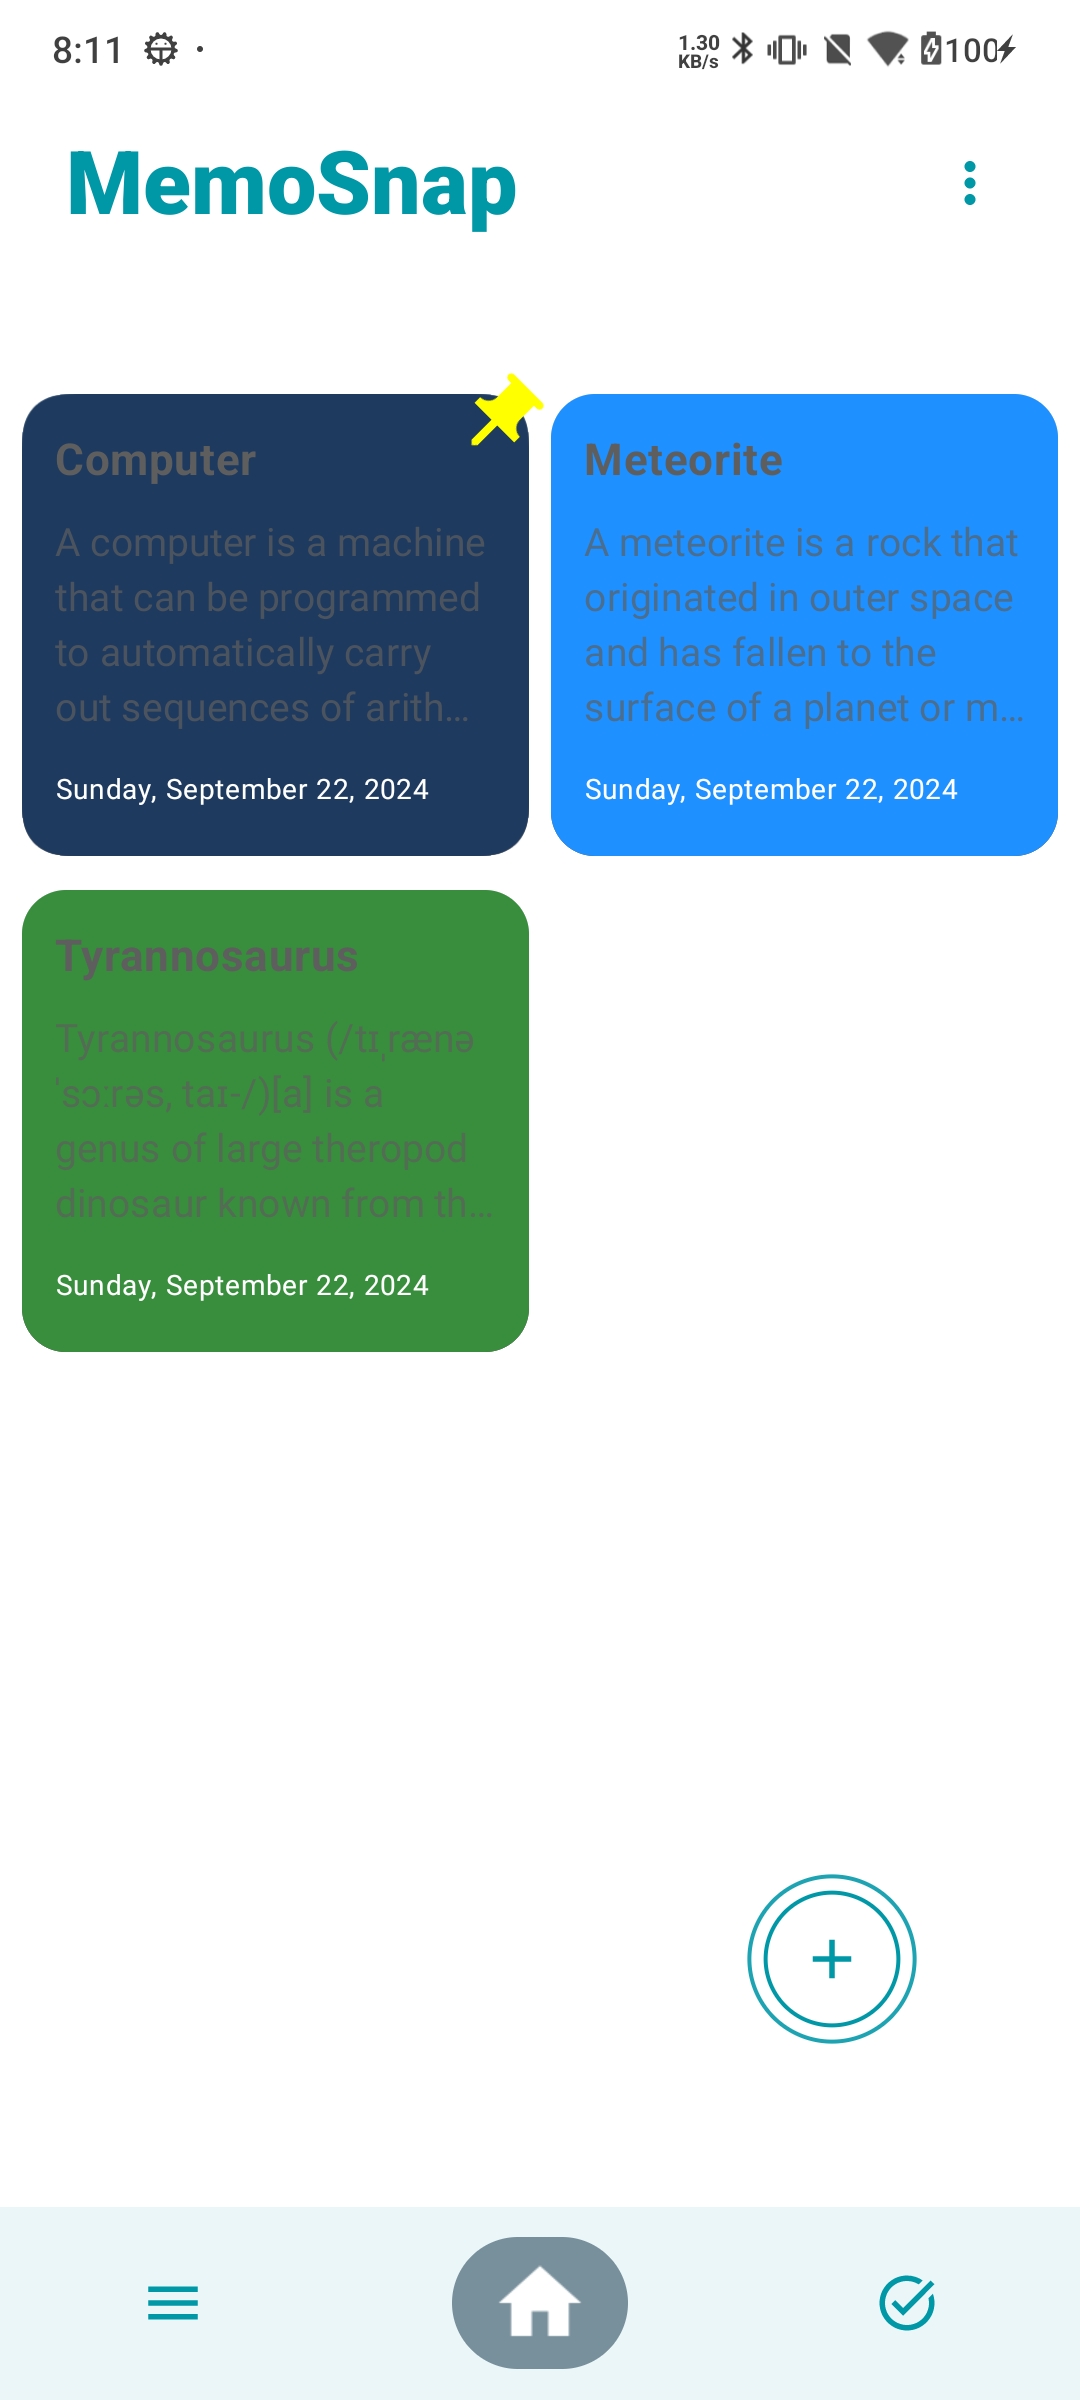 8:11
1.30
KB/s
100
MemoSnap
Computer
A computer is a machine
that can be programmed
to automatically carry
out sequences of arith...
Sunday, September 22, 2024
Meteorite
A meteorite is a rock that
originated in outer space
and has fallen to the
surface of a planet or m...
Sunday, September 22, 2024
Tyrannosaurus
Tyrannosaurus (/tɪˌrænə
ˈsɔːrəs, taɪ-/)[a] is a
genus of large theropod
dinosaur known from th...
Sunday, September 22, 2024